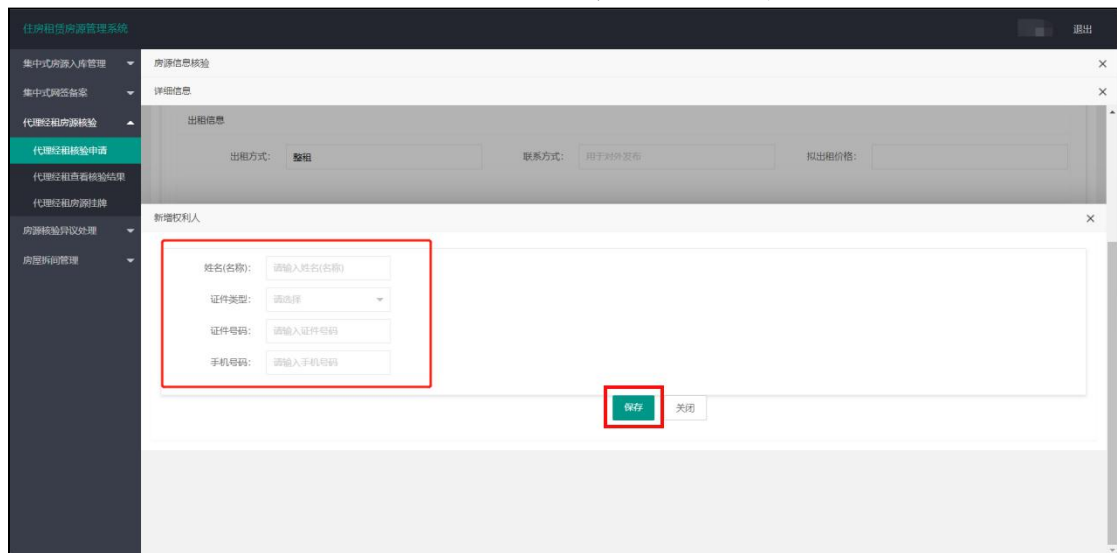 住房租赁房源管理系统
退出
集中式房源入库管理
集中式网签备案
代理经租房源核验
代理经租核验申请
代理经租查看核验结果
代理经租房源挂牌
房源核验异议处理
房屋拆间管理
房源信息核验
详细信息
出租信息
出租方式: 整租
联系方式: 用于对外发布
拟出租价格:
新增权利人
姓名(名称): 请输入姓名(名称)
证件类型: 请选择
证件号码: 请输入证件号码
手机号码: 请输入手机号码
保存 关闭